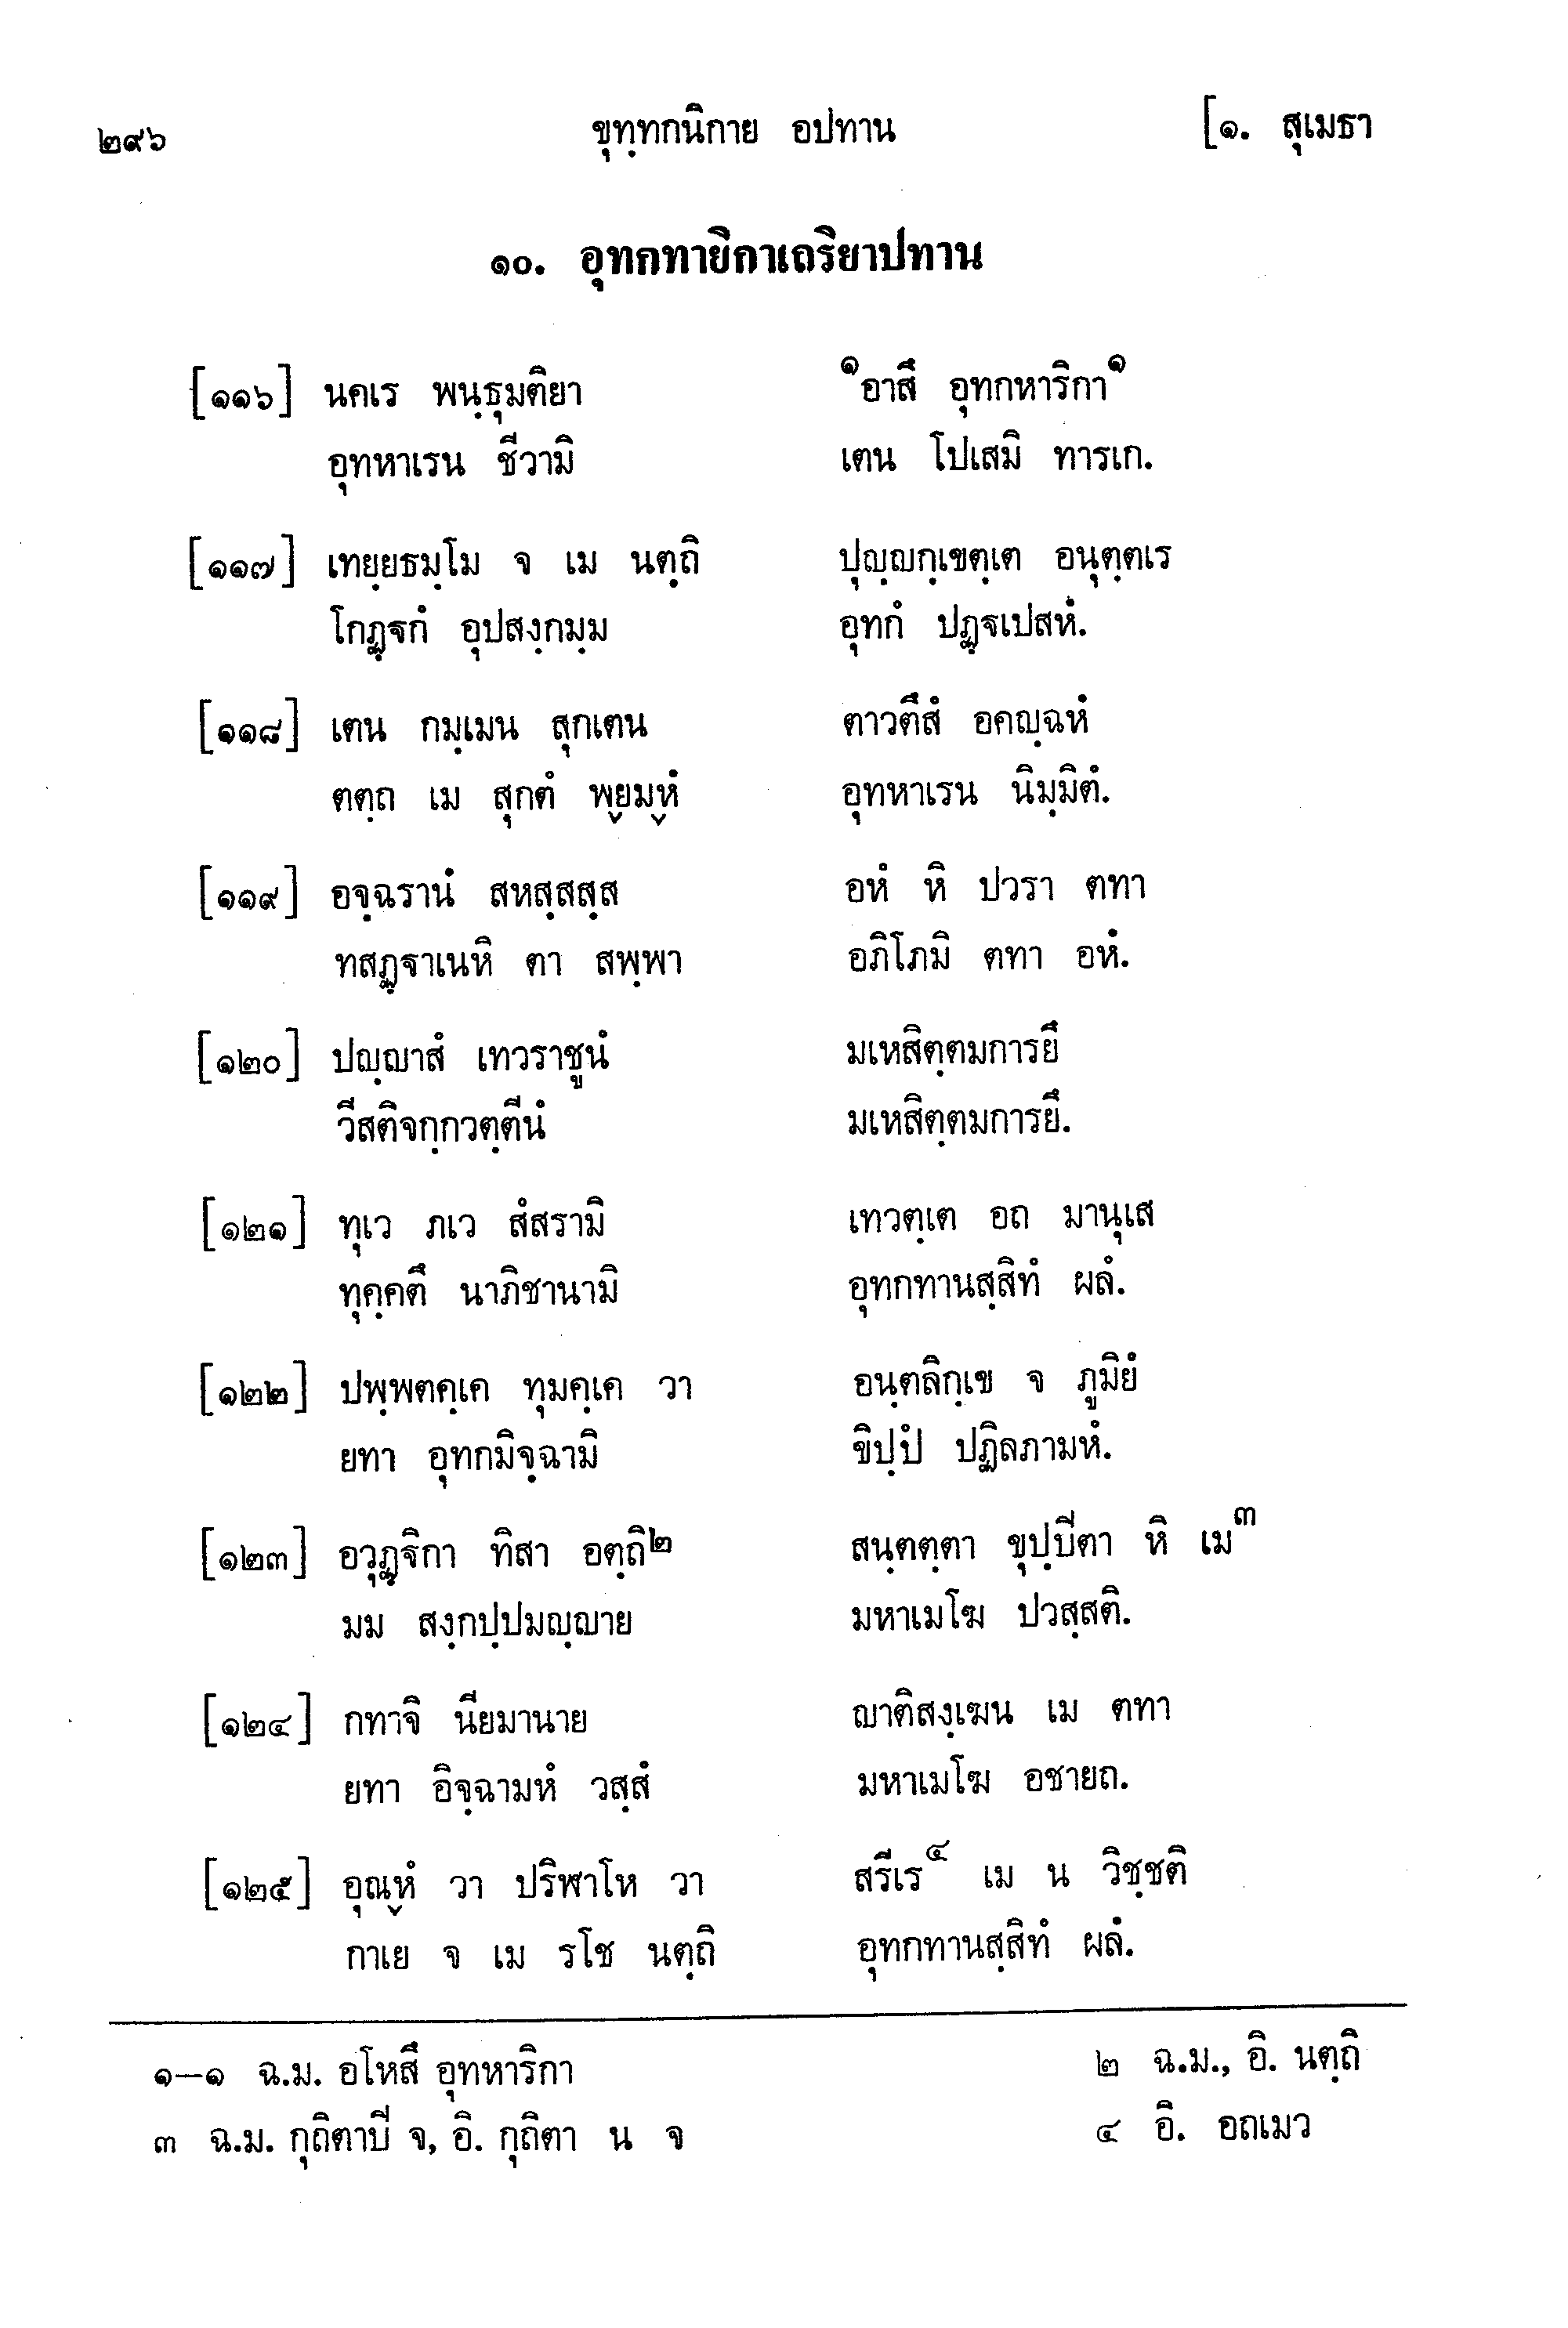 ๒๙๖ ขุทฺทกนิกาย อปทาน [๑. สุเมธา
๑๐. อุทกทายิกาเถริยาปทาน
[๑๑๖] นคเร พนฺธุมติยา ๑อาสึ อุทกหาริกา๑
อุทหาเรน ชีวามิ เตน โปเสมิ ทารเก.
[๑๑๗] เทยฺยธมฺโม จ เม นตฺถิ ปุญฺญกฺเขตฺเต อนุตฺตเร
โกฏฺฐกํ อุปสงฺกมฺม อุทกํ ปฏฺฐเปสหํ.
[๑๑๘] เตน กมฺเมน สุกเตน ตาวตึสํ อคญฺฉหํ
ตตฺถ เม สุกตํ พฺยมฺหํ อุทหาเรน นิมฺมิตํ.
[๑๑๙] อจฺฉรานํ สหสฺสสฺส อหํ หิ ปวรา ตทา
ทสฏฺฐาเนหิ ตา สพฺพา อภิโภมิ ตทา อหํ.
[๑๒๐] ปญฺญาสํ เทวราชูนํ มเหสิตฺตมการยึ
วีสติจกฺกวตฺตีนํ มเหสิตฺตมการยึ.
[๑๒๑] ทุเว ภเว สํสรามิ เทวตฺเต อถ มานุเส
ทุคฺคตึ นาภิชานามิ อุทกทานสฺสิทํ ผลํ.
[๑๒๒] ปพฺพตคฺเค ทุมคฺเค วา อนฺตลิกฺเข จ ภูมิยํ
ยทา อุทกมิจฺฉามิ ขิปฺปํ ปฏิลภามหํ.
[๑๒๓] อวุฏฺฐิกา ทิสา อตฺถิ๒ สนฺตตฺตา ขุปฺปีตา หิ เม๓
มม สงฺกปฺปมญฺญาย มหาเมโฆ ปวสฺสติ.
[๑๒๔] กทาจิ นียมานาย ญาติสงฺเฆน เม ตทา
ยทา อิจฺฉามหํ วสฺสํ มหาเมโฆ อชายถ.
[๑๒๕] อุณฺหํ วา ปริฬาโห วา สรีเร๔ เม น วิชฺชติ
กาเย จ เม รโช นตฺถิ อุทกทานสฺสิทํ ผลํ.
๑–๑ ฉ.ม. อโหสึ อุทหาริกา ๒ ฉ.ม., อิ. นตฺถิ
๓ ฉ.ม. กุถิตาปี จ, อิ. กุถิตา น จ ๔ อิ. อถเมว